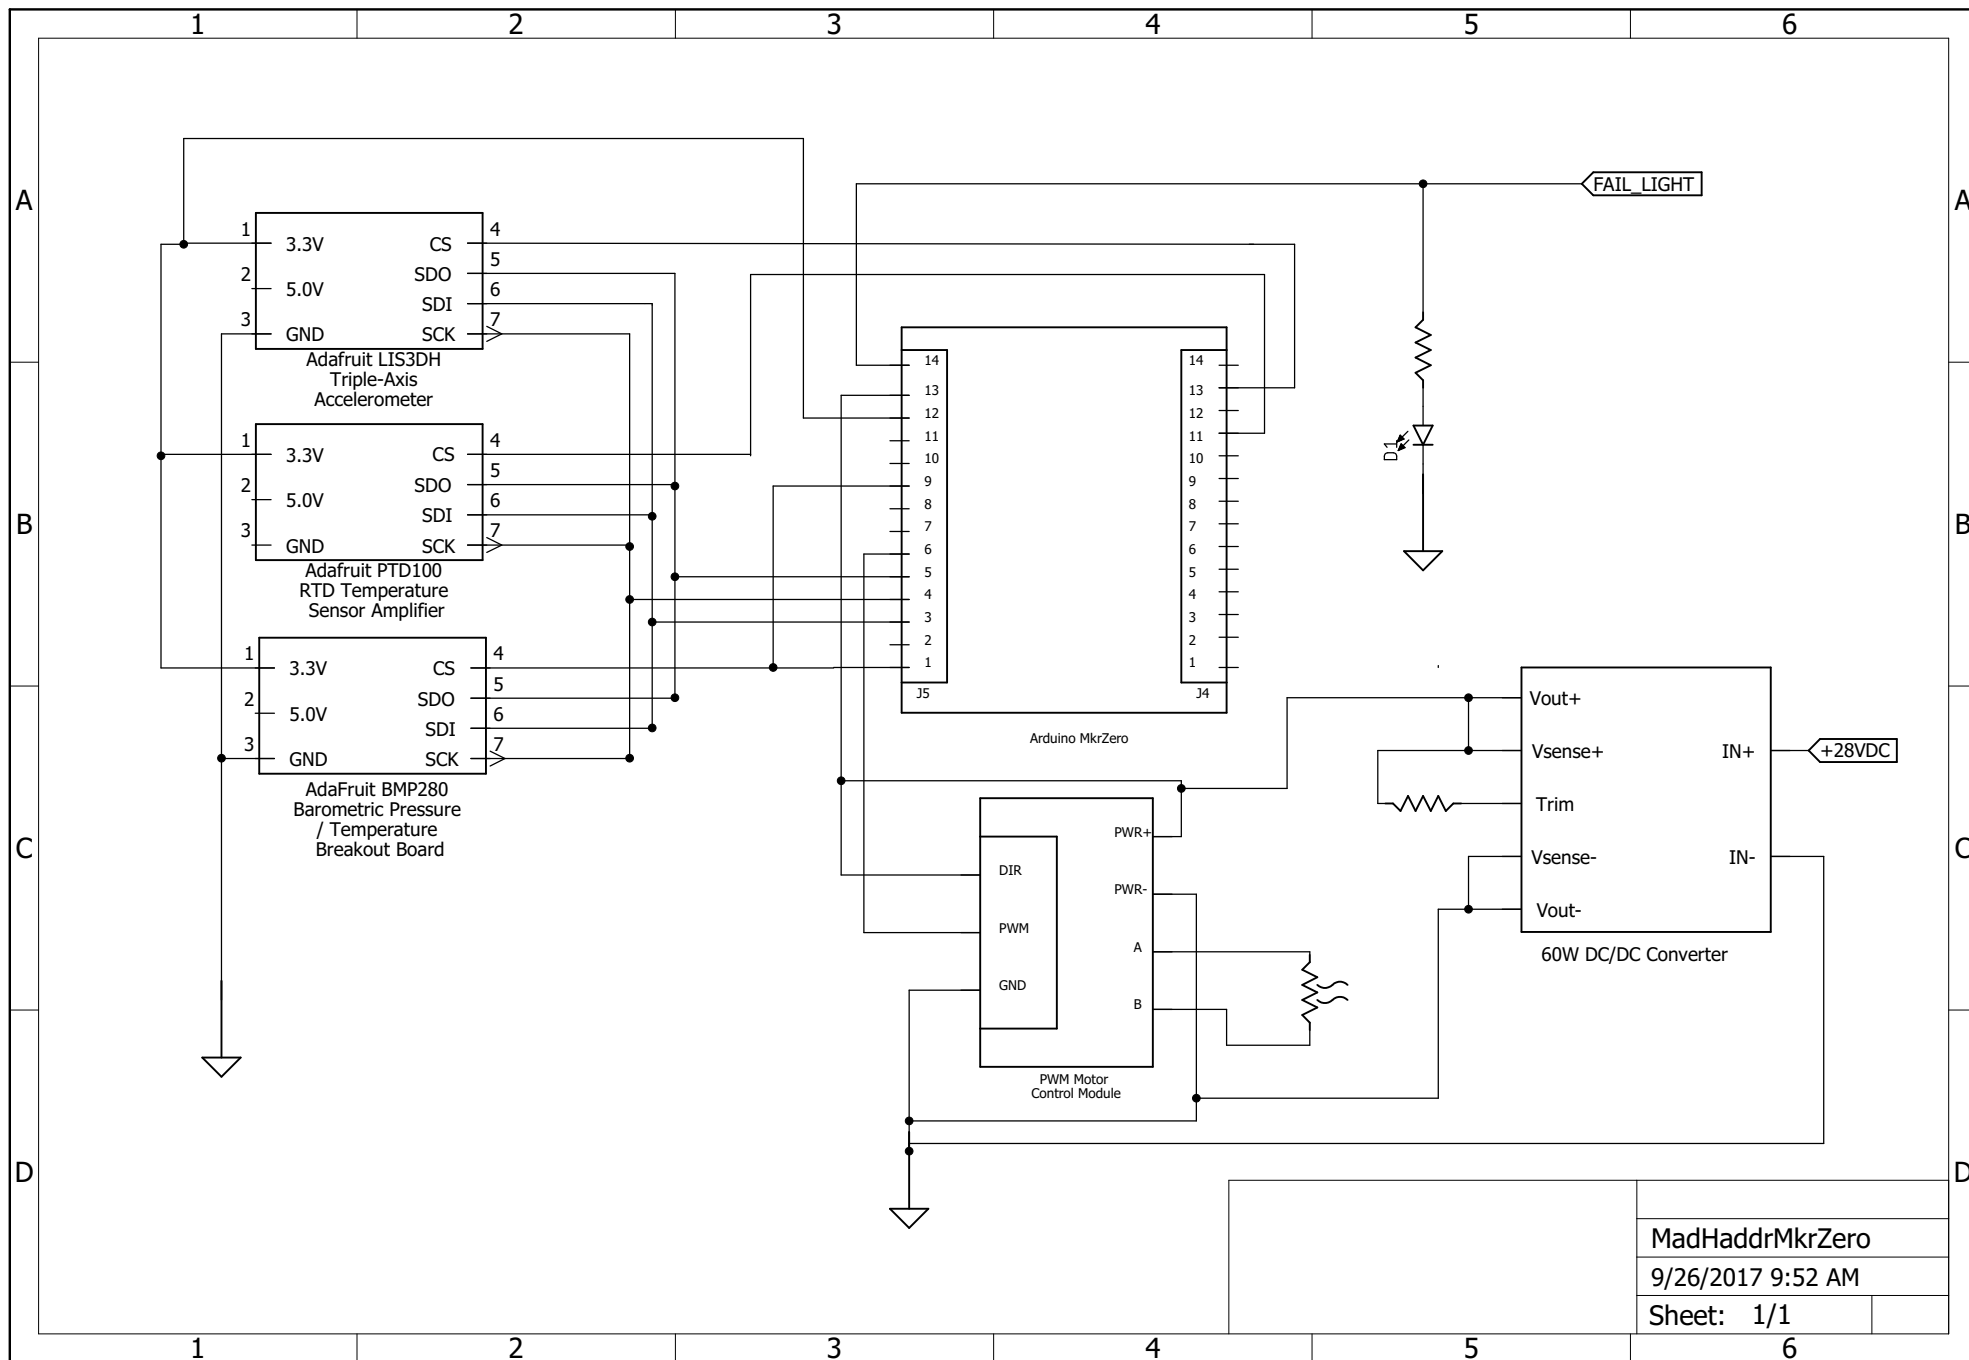 1 2 3 4 5 6
A A
FAIL_LIGHT
1 3.3V CS 4
SDO 5
2 5.0V SDI 6
3 GND SCK 7
Adafruit LIS3DH
Triple-Axis
Accelerometer
1 3.3V CS 4
SDO 5
2 5.0V SDI 6
3 GND SCK 7
Adafruit PTD100
RTD Temperature
Sensor Amplifier
1 3.3V CS 4
SDO 5
2 5.0V SDI 6
3 GND SCK 7
AdaFruit BMP280
Barometric Pressure
/ Temperature
Breakout Board
14 14
13 13
12 12
11 11
10 10
9 9
8 8
7 7
6 6
5 5
4 4
3 3
2 2
1 1
J5 J4
Arduino MkrZero
D1
B B
Vout+
Vsense+ IN+
+28VDC
Trim
Vsense- IN-
Vout-
60W DC/DC Converter
C C
PWR+
DIR
PWR-
PWM
A
GND
B
PWM Motor
Control Module
D D
MadHaddrMkrZero
9/26/2017 9:52 AM
Sheet: 1/1
1 2 3 4 5 6